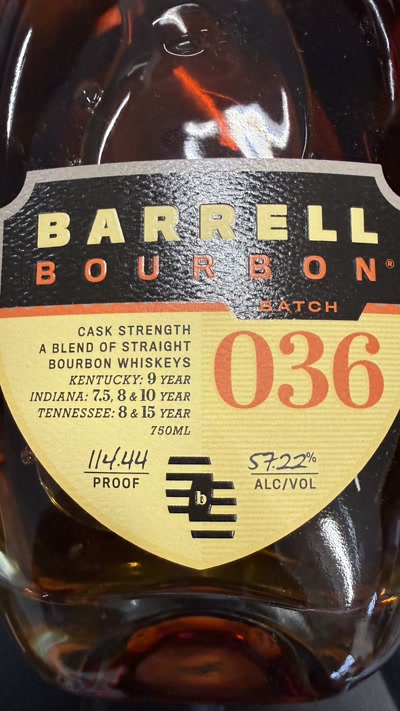 BARRELL
BOURBON®
BATCH
036
CASK STRENGTH
A BLEND OF STRAIGHT
BOURBON WHISKEYS
KENTUCKY: 9 YEAR
INDIANA: 7.5, 8 & 10 YEAR
TENNESSEE: 8 & 15 YEAR
750ML
114.44
PROOF
57.22%
ALC/VOL
b